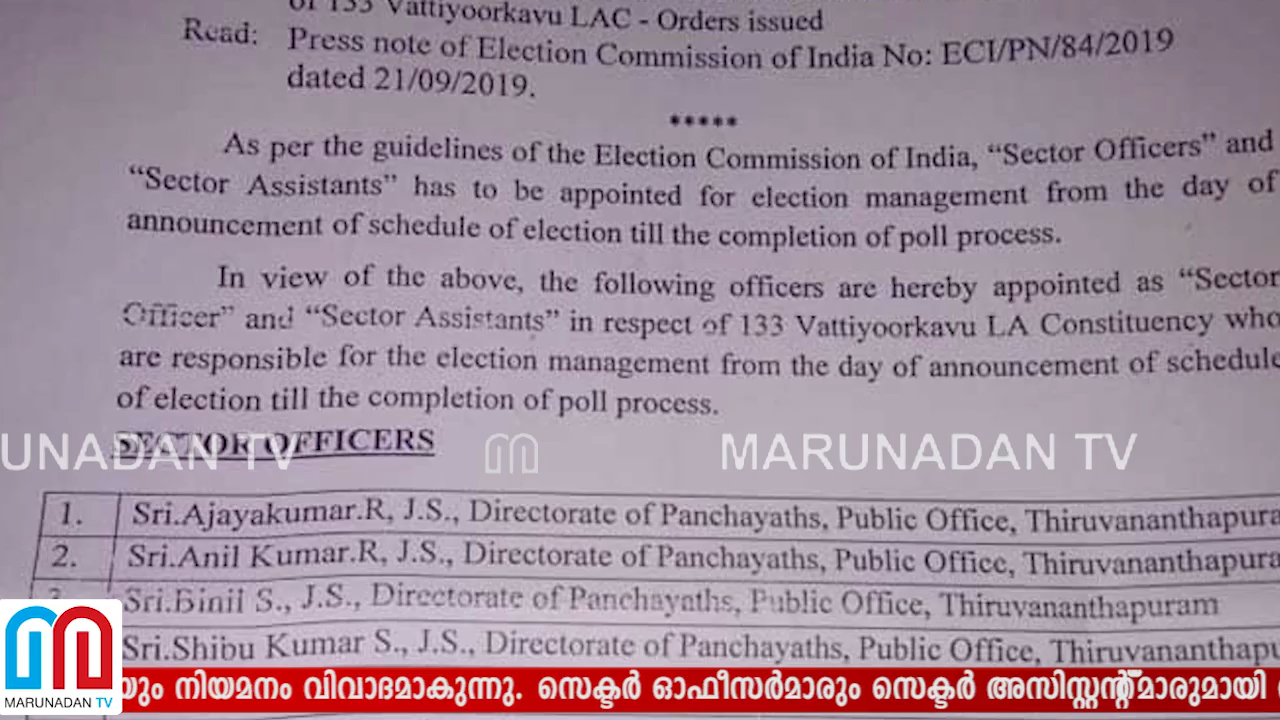 of 133 Vattiyoorkavu LAC - Orders issued
Read: Press note of Election Commission of India No: ECI/PN/84/2019
dated 21/09/2019.
*****
As per the guidelines of the Election Commission of India, “Sector Officers” and
“Sector Assistants” has to be appointed for election management from the day of
announcement of schedule of election till the completion of poll process.
In view of the above, the following officers are hereby appointed as “Sector
Officer” and “Sector Assistants” in respect of 133 Vattiyoorkavu LA Constituency who
are responsible for the election management from the day of announcement of schedule
of election till the completion of poll process.
SECTOR OFFICERS
UNADAN TV MARUNADAN TV
1. Sri.Ajayakumar.R, J.S., Directorate of Panchayaths, Public Office, Thiruvananthapura
2. Sri.Anil Kumar.R, J.S., Directorate of Panchayaths, Public Office, Thiruvananthapura
3. Sri.Binil S., J.S., Directorate of Panchayaths, Public Office, Thiruvananthapuram
Sri.Shibu Kumar S., J.S., Directorate of Panchayaths, Public Office, Thiruvananthapu
യും നിയമനം വിവാദമാകുന്നു. സെക്ടർ ഓഫീസർമാരും സെക്ടർ അസിസ്റ്റന്റ്മാരുമായി
MARUNADAN TV